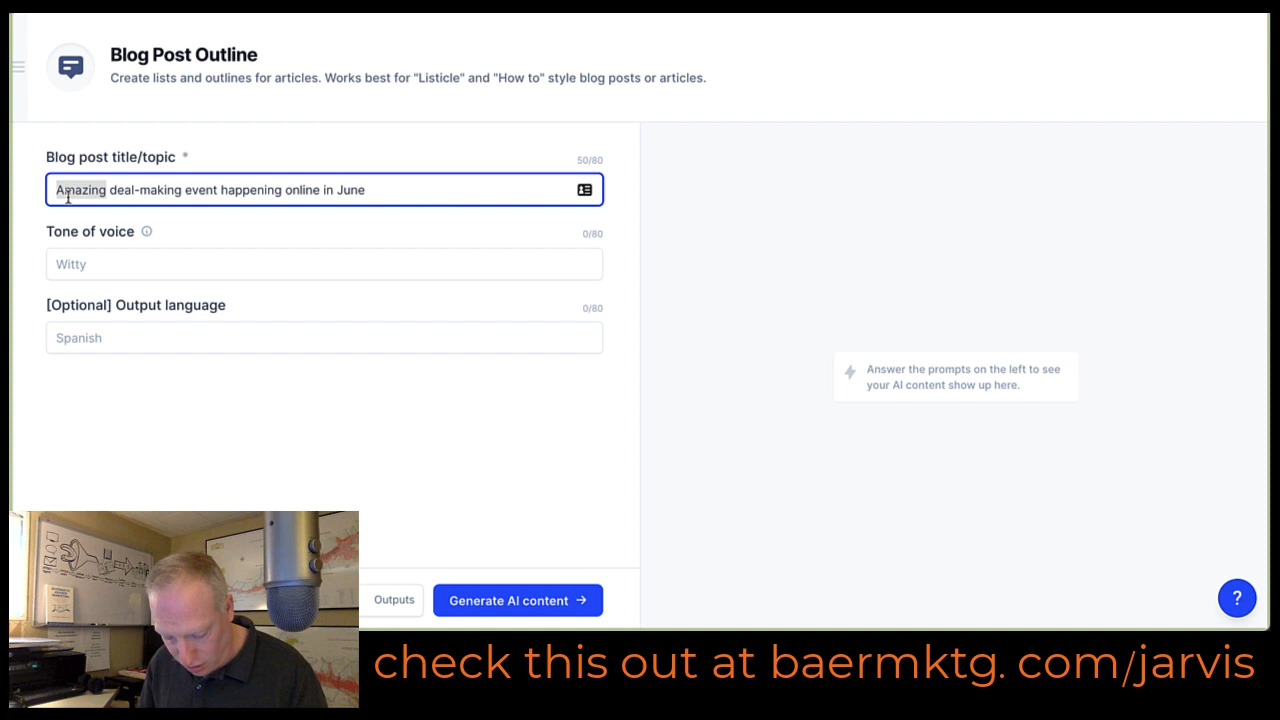 Blog Post Outline
Create lists and outlines for articles. Works best for "Listicle" and "How to" style blog posts or articles.
Blog post title/topic *
50/80
Amazing deal-making event happening online in June
Tone of voice
0/80
Witty
[Optional] Output language
0/80
Spanish
Answer the prompts on the left to see
your AI content show up here.
Outputs
Generate AI content →
?
check this out at baermktg. com/jarvis